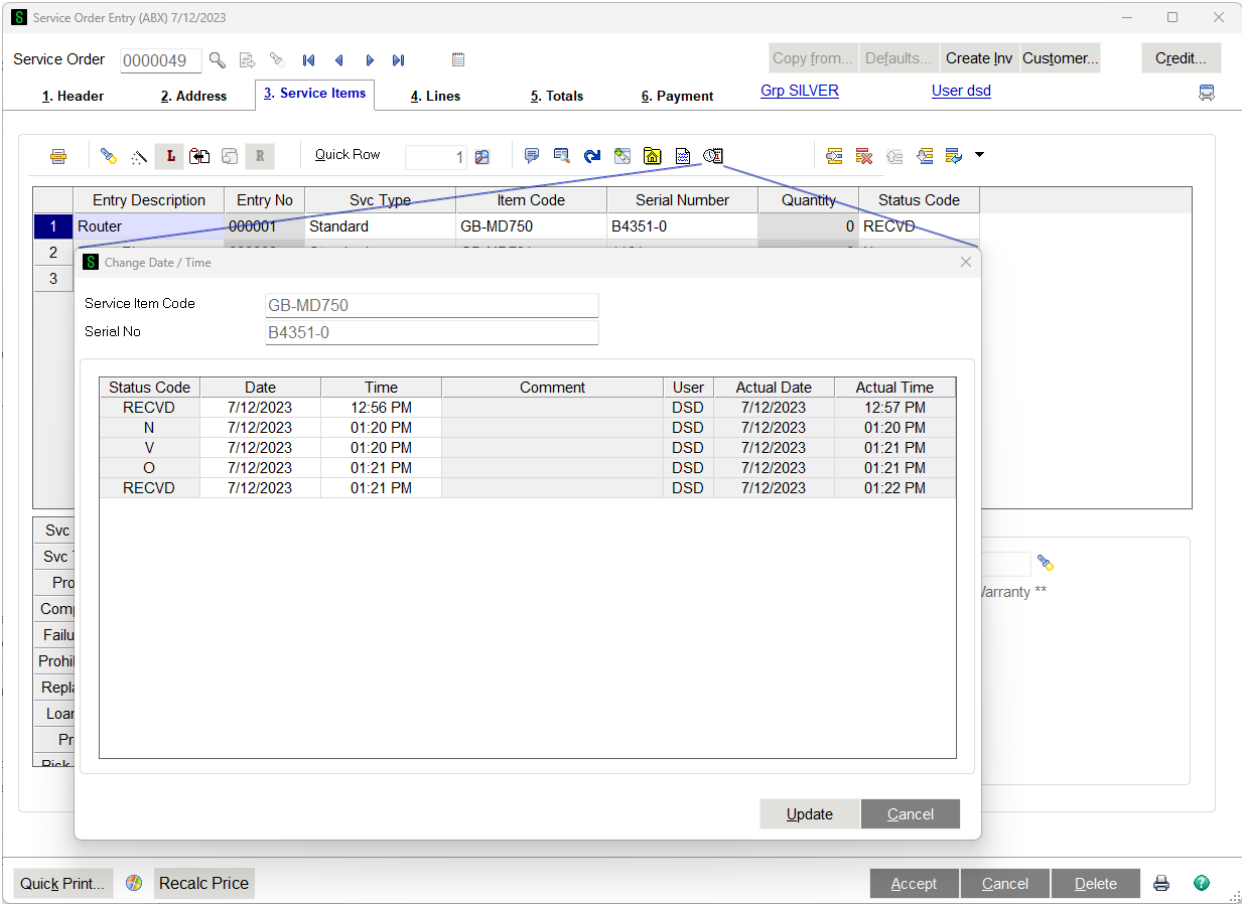 Service Order Entry (ABX) 7/12/2023
Service Order 0000049 Copy from... Defaults... Create Inv Customer... Credit...
1. Header 2. Address 3. Service Items 4. Lines 5. Totals 6. Payment Grp SILVER User dsd
L R Quick Row 1
Entry Description Entry No Svc Type Item Code Serial Number Quantity Status Code
1 Router 000001 Standard GB-MD750 B4351-0 0 RECVD
2
3
Change Date / Time
Service Item Code GB-MD750
Serial No B4351-0
Status Code Date Time Comment User Actual Date Actual Time
RECVD 7/12/2023 12:56 PM DSD 7/12/2023 12:57 PM
N 7/12/2023 01:20 PM DSD 7/12/2023 01:20 PM
V 7/12/2023 01:20 PM DSD 7/12/2023 01:21 PM
O 7/12/2023 01:21 PM DSD 7/12/2023 01:21 PM
RECVD 7/12/2023 01:21 PM DSD 7/12/2023 01:22 PM
Svc
Svc
Warranty **
Update Cancel
Quick Print... Recalc Price Accept Cancel Delete